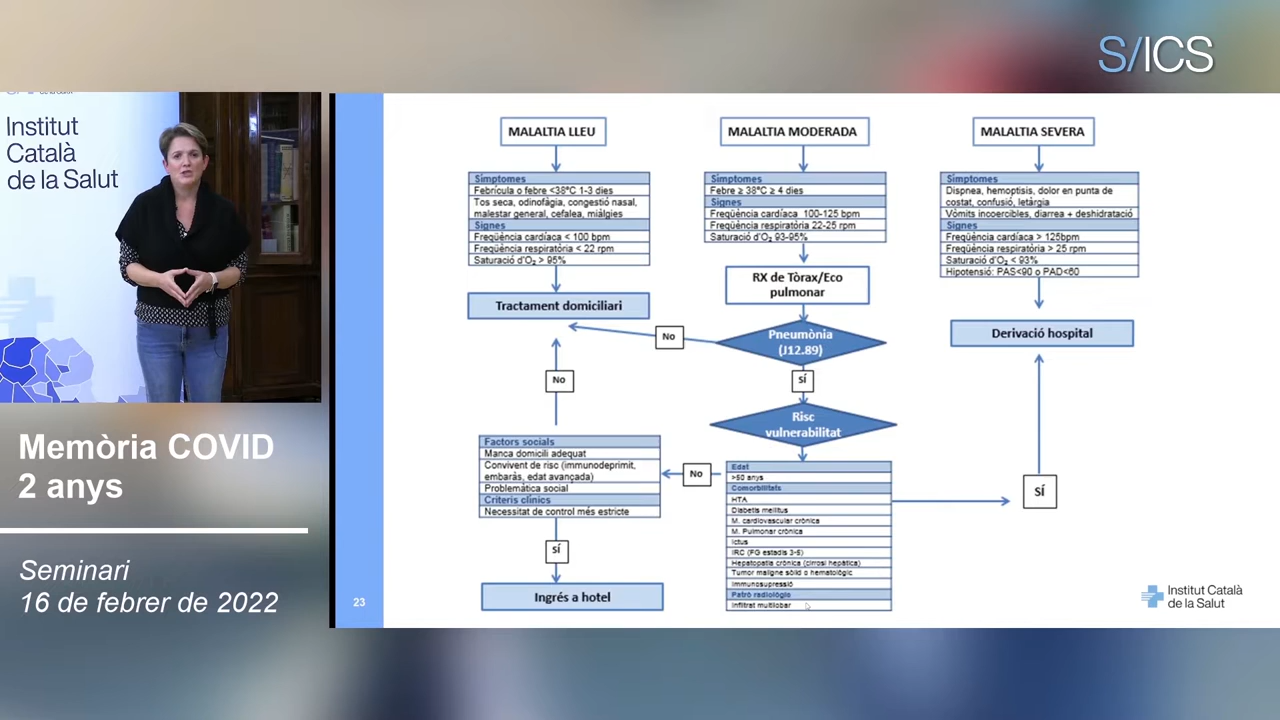 S/ICS
Institut
Català
de la Salut
Memòria COVID
2 anys
Seminari
16 de febrer de 2022
MALALTIA LLEU
Símptomes
Febrícula o febre <38ºC 1-3 dies
Tos seca, odinofàgia, congestió nasal,
malestar general, cefalea, miàlgies
Signes
Freqüència cardíaca < 100 bpm
Freqüència respiratòria < 22 rpm
Saturació d'O₂ > 95%
Tractament domiciliari
MALALTIA MODERADA
Símptomes
Febre ≥ 38ºC ≥ 4 dies
Signes
Freqüència cardíaca 100-125 bpm
Freqüència respiratòria 22-25 rpm
Saturació d'O₂ 93-95%
RX de Tòrax/Eco
pulmonar
No
Pneumònia
(J12.89)
SÍ
Risc
vulnerabilitat
MALALTIA SEVERA
Símptomes
Dispnea, hemoptisis, dolor en punta de
costat, confusió, letàrgia
Vòmits incoercibles, diarrea + deshidratació
Signes
Freqüència cardíaca > 125bpm
Freqüència respiratòria > 25 rpm
Saturació d'O₂ < 93%
Hipotensió: PAS<90 o PAD<60
Derivació hospital
No
Factors socials
Manca domicili adequat
Convivent de risc (immunodeprimit,
embaràs, edat avançada)
Problemàtica social
Criteris clínics
Necessitat de control més estricte
SÍ
Ingrés a hotel
No
Edat
>50 anys
Comorbilitats
HTA
Diabetis mellitus
M. cardiovascular crònica
M. Pulmonar crònica
Ictus
IRC (FG estadis 3-5)
Hepatopatia crònica (cirrosi hepàtica)
Tumor maligne sòlid o hematològic
Immunosupressió
Patró radiològic
Infiltrat multilobar
SÍ
23
Institut Català
de la Salut